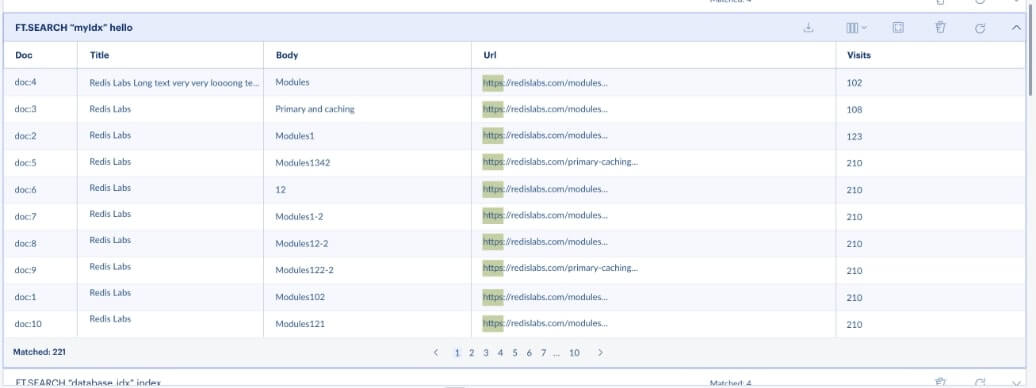 Matched: 4
FT.SEARCH "myIdx" hello
Doc Title Body Url Visits
doc:4 Redis Labs Long text very very loooong te... Modules https://redislabs.com/modules... 102
doc:3 Redis Labs Primary and caching https://redislabs.com/modules... 108
doc:2 Redis Labs Modules1 https://redislabs.com/modules... 123
doc:5 Redis Labs Modules1342 https://redislabs.com/primary-caching... 210
doc:6 Redis Labs 12 https://redislabs.com/modules... 210
doc:7 Redis Labs Modules1-2 https://redislabs.com/modules... 210
doc:8 Redis Labs Modules12-2 https://redislabs.com/modules... 210
doc:9 Redis Labs Modules122-2 https://redislabs.com/primary-caching... 210
doc:1 Redis Labs Modules102 https://redislabs.com/modules... 210
doc:10 Redis Labs Modules121 https://redislabs.com/modules... 210
Matched: 221 < 1 2 3 4 5 6 7 ... 10 >
FT.SEARCH "database_idx" index Matched: 4